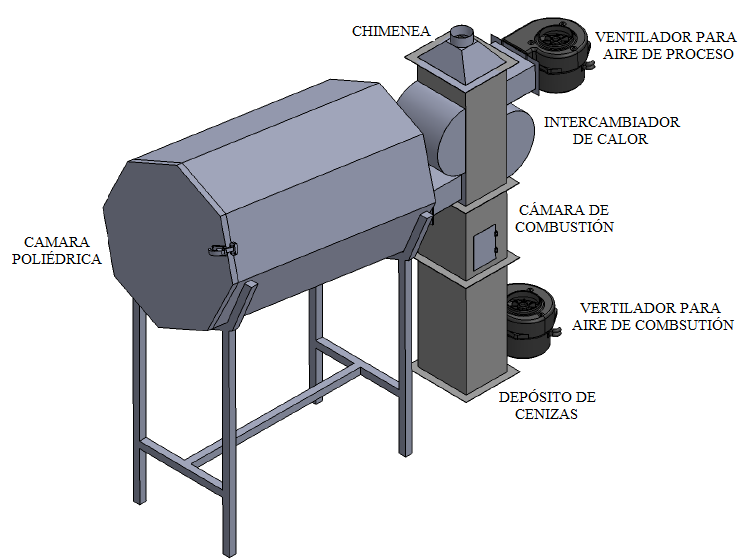 CHIMENEA
VENTILADOR PARA
AIRE DE PROCESO
INTERCAMBIADOR
DE CALOR
CÁMARA DE
COMBUSTIÓN
CAMARA
POLIÉDRICA
VERTILADOR PARA
AIRE DE COMBSUTIÓN
DEPÓSITO DE
CENIZAS